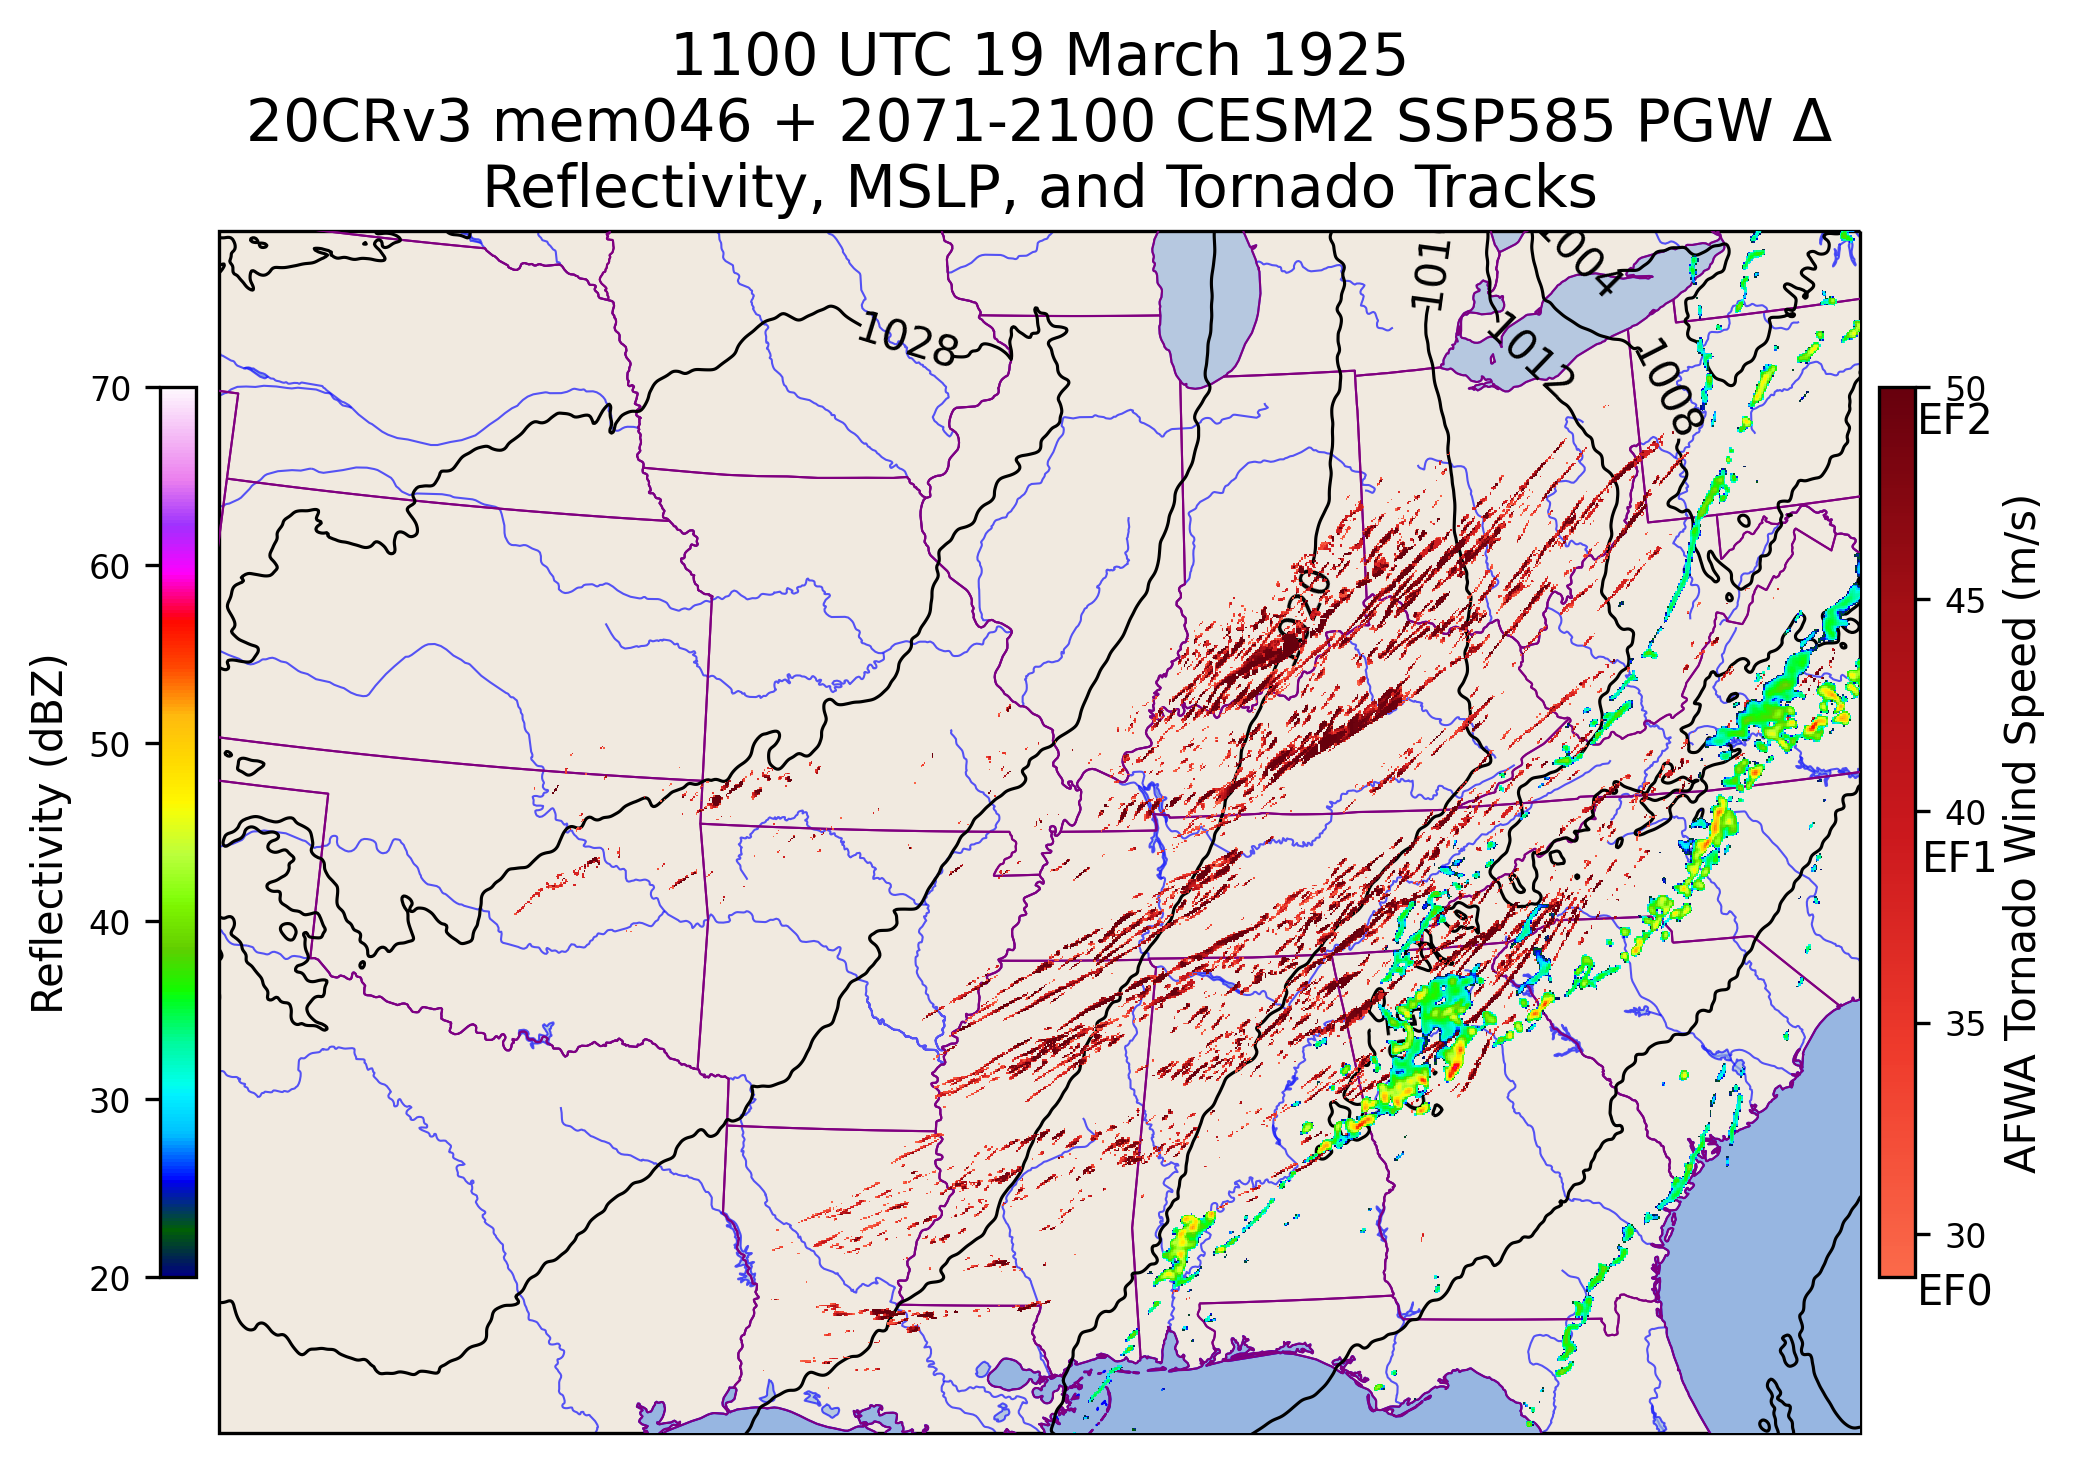 1100 UTC 19 March 1925
20CRv3 mem046 + 2071-2100 CESM2 SSP585 PGW Δ
Reflectivity, MSLP, and Tornado Tracks
Reflectivity (dBZ)
70
60
50
40
30
20
1028
1004
1012
1008
AFWA Tornado Wind Speed (m/s)
50
EF2
45
40
EF1
35
30
EF0